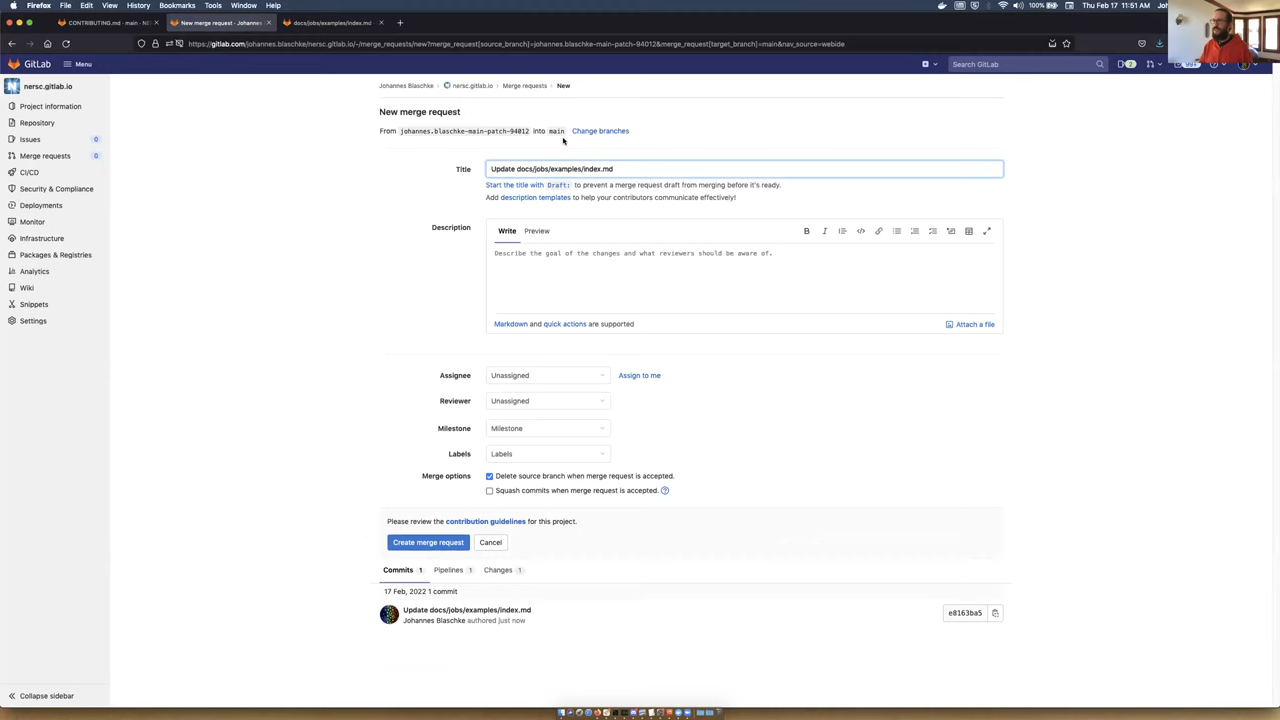 Firefox File Edit View History Bookmarks Tools Window Help 100% Thu Feb 17 11:51 AM
CONTRIBUTING.md · main · NE × New merge request · Johannes × docs/jobs/examples/index.md × +
https://gitlab.com/johannes.blaschke/nersc.gitlab.io/-/merge_requests/new?merge_request[source_branch]=johannes.blaschke-main-patch-94012&merge_request[target_branch]=main&nav_source=webide
GitLab Menu Search GitLab 2
nersc.gitlab.io
Project information
Repository
Issues 0
Merge requests 0
CI/CD
Security & Compliance
Deployments
Monitor
Infrastructure
Packages & Registries
Analytics
Wiki
Snippets
Settings
Collapse sidebar
Johannes Blaschke > nersc.gitlab.io > Merge requests > New
New merge request
From johannes.blaschke-main-patch-94012 into main Change branches
Title Update docs/jobs/examples/index.md
Start the title with Draft: to prevent a merge request draft from merging before it's ready.
Add description templates to help your contributors communicate effectively!
Description Write Preview
Describe the goal of the changes and what reviewers should be aware of.
Markdown and quick actions are supported Attach a file
Assignee Unassigned Assign to me
Reviewer Unassigned
Milestone Milestone
Labels Labels
Merge options Delete source branch when merge request is accepted.
Squash commits when merge request is accepted.
Please review the contribution guidelines for this project.
Create merge request Cancel
Commits 1 Pipelines 1 Changes 1
17 Feb, 2022 1 commit
Update docs/jobs/examples/index.md e8163ba5
Johannes Blaschke authored just now